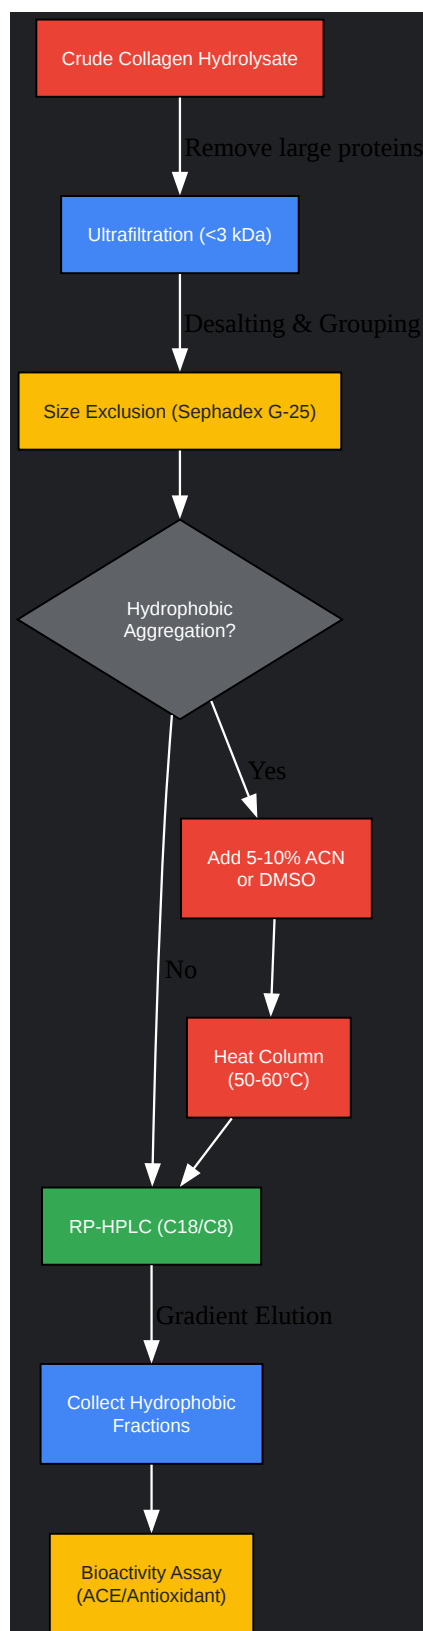 Crude Collagen Hydrolysate
Remove large proteins
Ultrafiltration (<3 kDa)
Desalting & Grouping
Size Exclusion (Sephadex G-25)
Hydrophobic
Aggregation?
Yes
Add 5-10% ACN
or DMSO
No
Heat Column
(50-60°C)
RP-HPLC (C18/C8)
Gradient Elution
Collect Hydrophobic
Fractions
Bioactivity Assay
(ACE/Antioxidant)